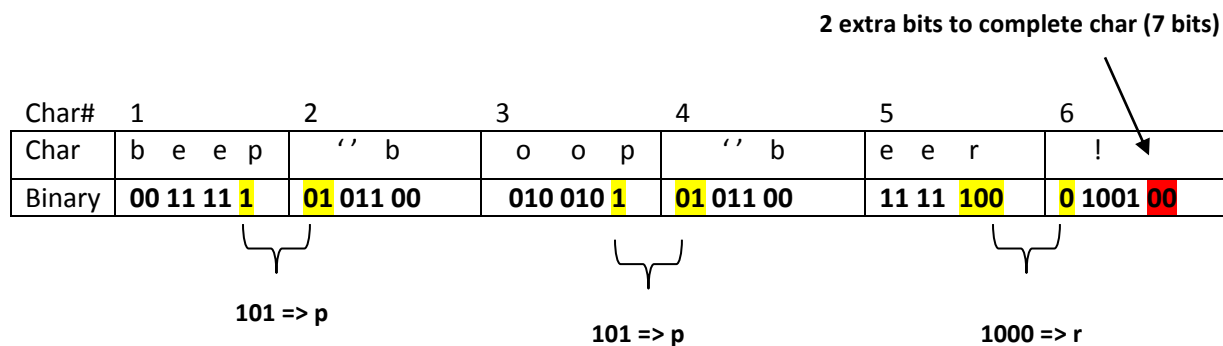 2 extra bits to complete char (7 bits)
Char# 1 2 3 4 5 6
Char b e e p ‘’ b o o p ‘’ b e e r !
Binary 00 11 11 1 01 011 00 010 010 1 01 011 00 11 11 100 0 1001 00
101 => p 101 => p 1000 => r